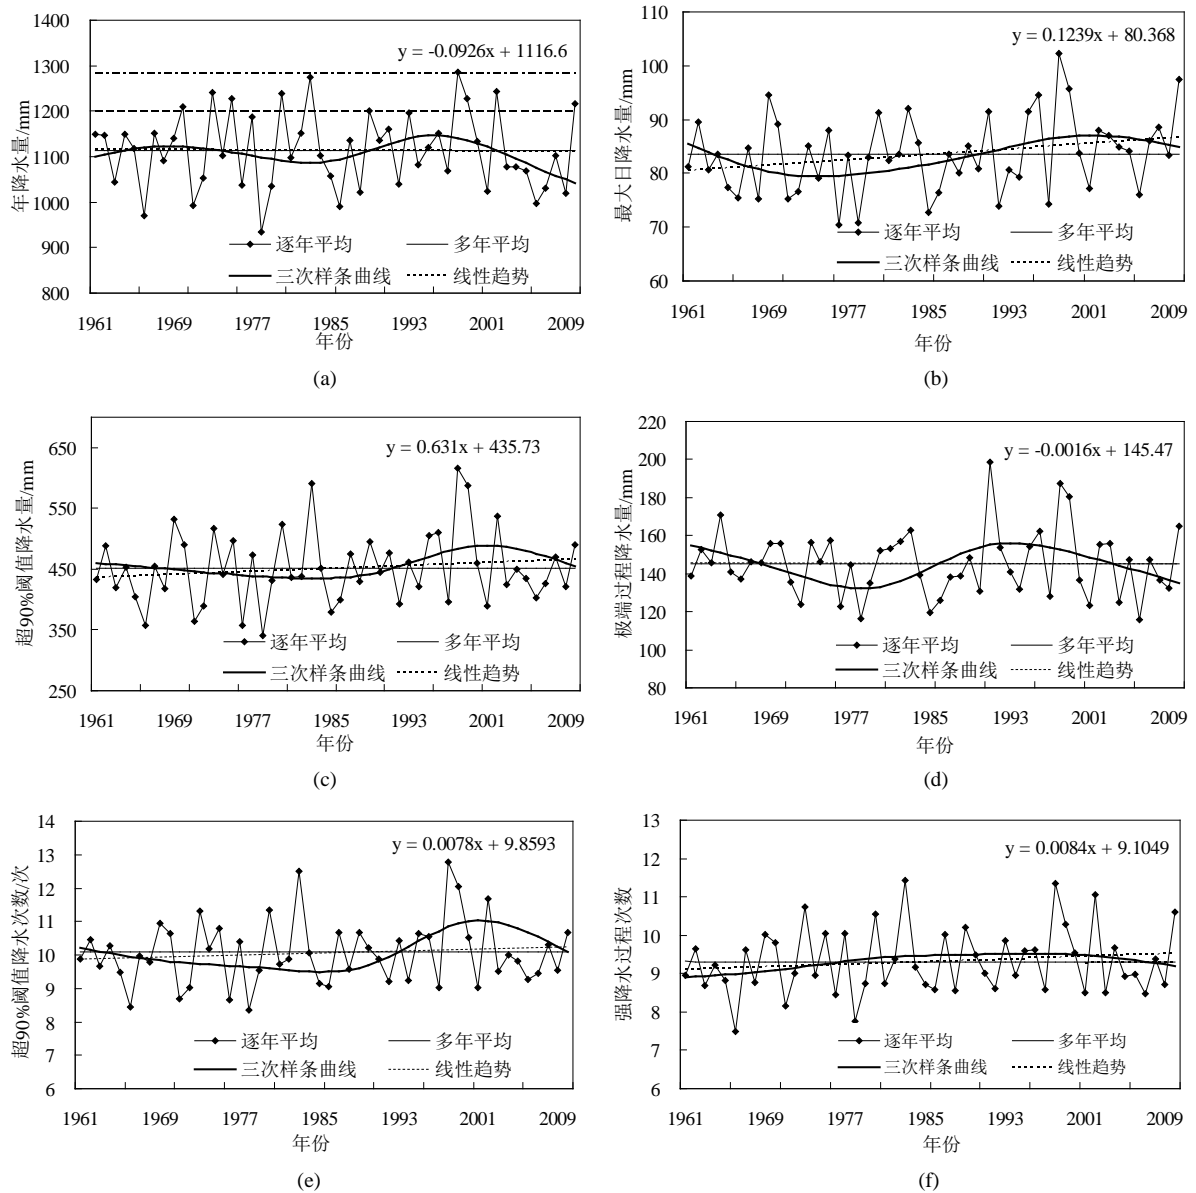 1400
1300
1200
1100
1000
900
800
年降水量/mm
y = -0.0926x + 1116.6
逐年平均
多年平均
三次样条曲线
线性趋势
1961 1969 1977 1985 1993 2001 2009
年份
(a)
110
100
90
80
70
60
最大日降水量/mm
y = 0.1239x + 80.368
逐年平均
多年平均
三次样条曲线
线性趋势
1961 1969 1977 1985 1993 2001 2009
年份
(b)
650
550
450
350
250
超90%阈值降水量/mm
y = 0.631x + 435.73
逐年平均
多年平均
三次样条曲线
线性趋势
1961 1969 1977 1985 1993 2001 2009
年份
(c)
220
200
180
160
140
120
100
80
极端过程降水量/mm
y = -0.0016x + 145.47
逐年平均
多年平均
三次样条曲线
线性趋势
1961 1969 1977 1985 1993 2001 2009
年份
(d)
14
13
12
11
10
9
8
7
6
超90%阈值降水次数/次
y = 0.0078x + 9.8593
逐年平均
多年平均
三次样条曲线
线性趋势
1961 1969 1977 1985 1993 2001 2009
年份
(e)
13
12
11
10
9
8
7
6
强降水过程次数
y = 0.0084x + 9.1049
逐年平均
多年平均
三次样条曲线
线性趋势
1961 1969 1977 1985 1993 2001 2009
年份
(f)